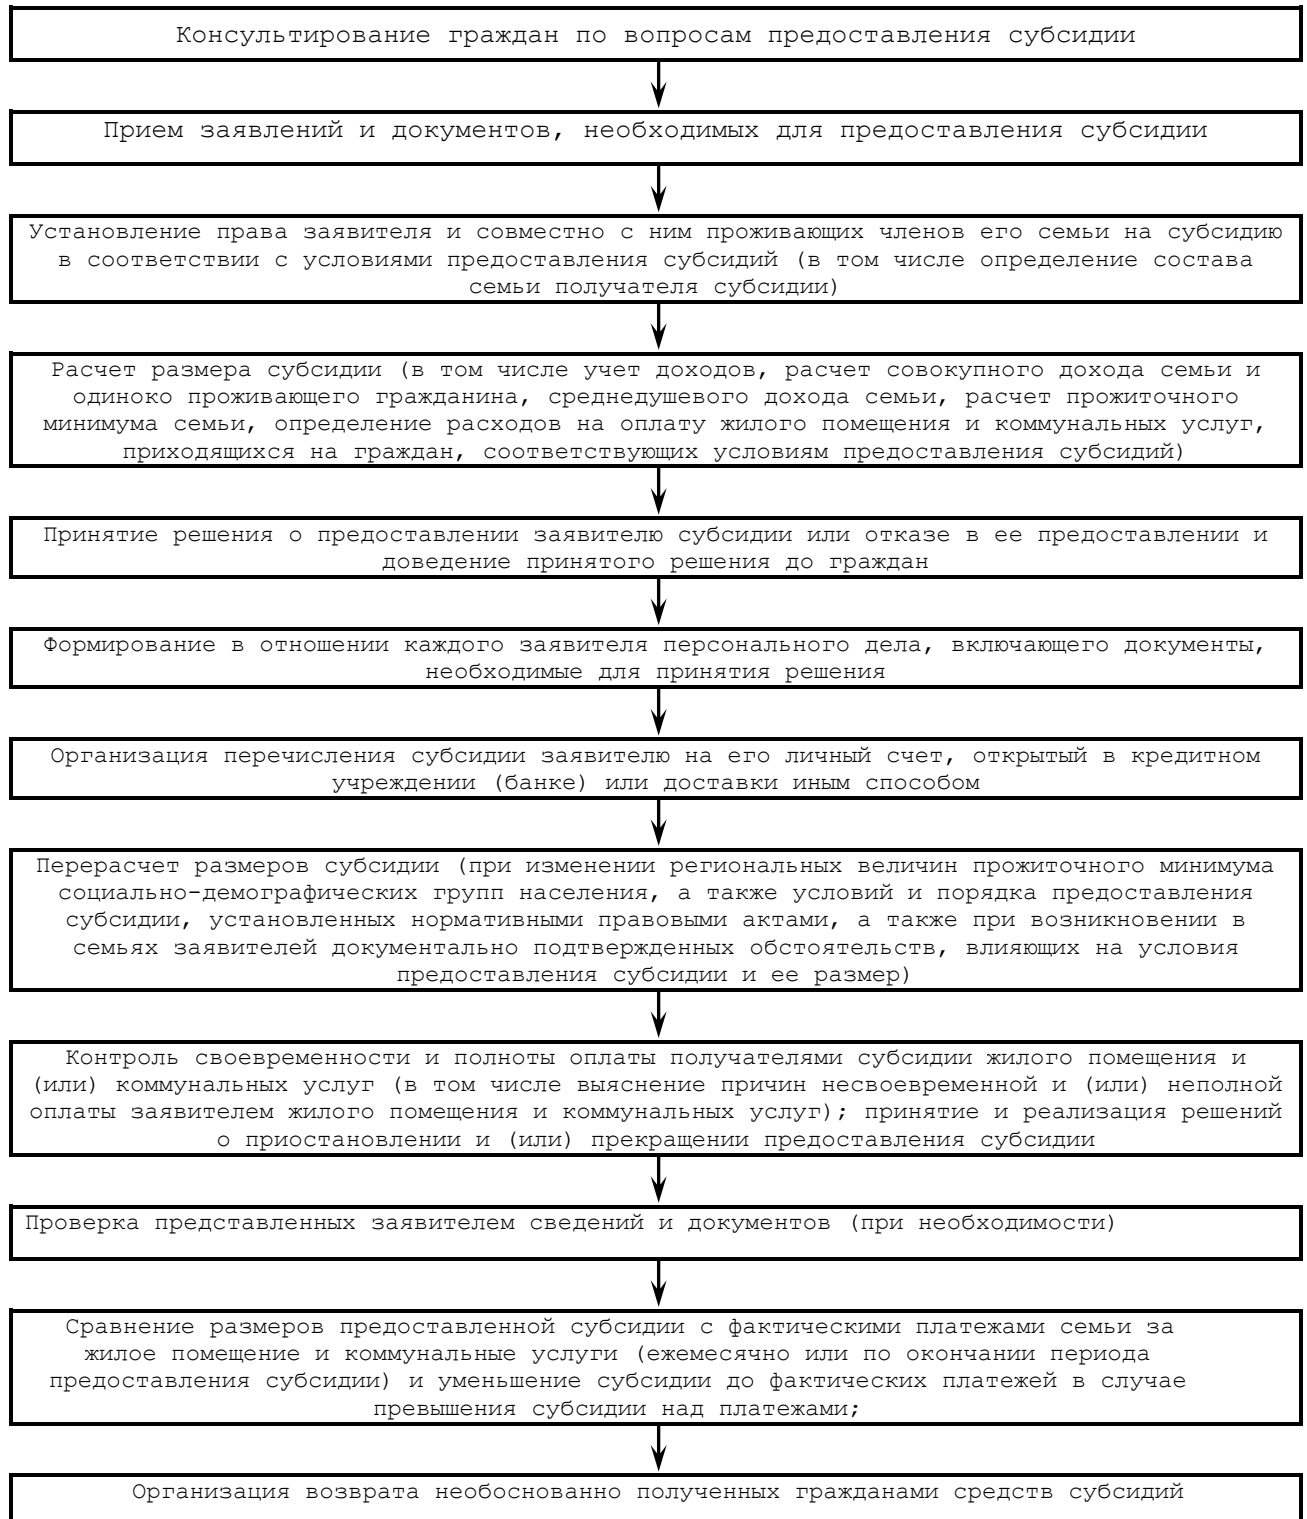 Консультирование граждан по вопросам предоставления субсидии
Прием заявлений и документов, необходимых для предоставления субсидии
Установление права заявителя и совместно с ним проживающих членов его семьи на субсидию
в соответствии с условиями предоставления субсидий (в том числе определение состава
семьи получателя субсидии)
Расчет размера субсидии (в том числе учет доходов, расчет совокупного дохода семьи и
одиноко проживающего гражданина, среднедушевого дохода семьи, расчет прожиточного
минимума семьи, определение расходов на оплату жилого помещения и коммунальных услуг,
приходящихся на граждан, соответствующих условиям предоставления субсидий)
Принятие решения о предоставлении заявителю субсидии или отказе в ее предоставлении и
доведение принятого решения до граждан
Формирование в отношении каждого заявителя персонального дела, включающего документы,
необходимые для принятия решения
Организация перечисления субсидии заявителю на его личный счет, открытый в кредитном
учреждении (банке) или доставки иным способом
Перерасчет размеров субсидии (при изменении региональных величин прожиточного минимума
социально-демографических групп населения, а также условий и порядка предоставления
субсидии, установленных нормативными правовыми актами, а также при возникновении в
семьях заявителей документально подтвержденных обстоятельств, влияющих на условия
предоставления субсидии и ее размер)
Контроль своевременности и полноты оплаты получателями субсидии жилого помещения и
(или) коммунальных услуг (в том числе выяснение причин несвоевременной и (или) неполной
оплаты заявителем жилого помещения и коммунальных услуг); принятие и реализация решений
о приостановлении и (или) прекращении предоставления субсидии
Проверка представленных заявителем сведений и документов (при необходимости)
Сравнение размеров предоставленной субсидии с фактическими платежами семьи за
жилое помещение и коммунальные услуги (ежемесячно или по окончании периода
предоставления субсидии) и уменьшение субсидии до фактических платежей в случае
превышения субсидии над платежами;
Организация возврата необоснованно полученных гражданами средств субсидий